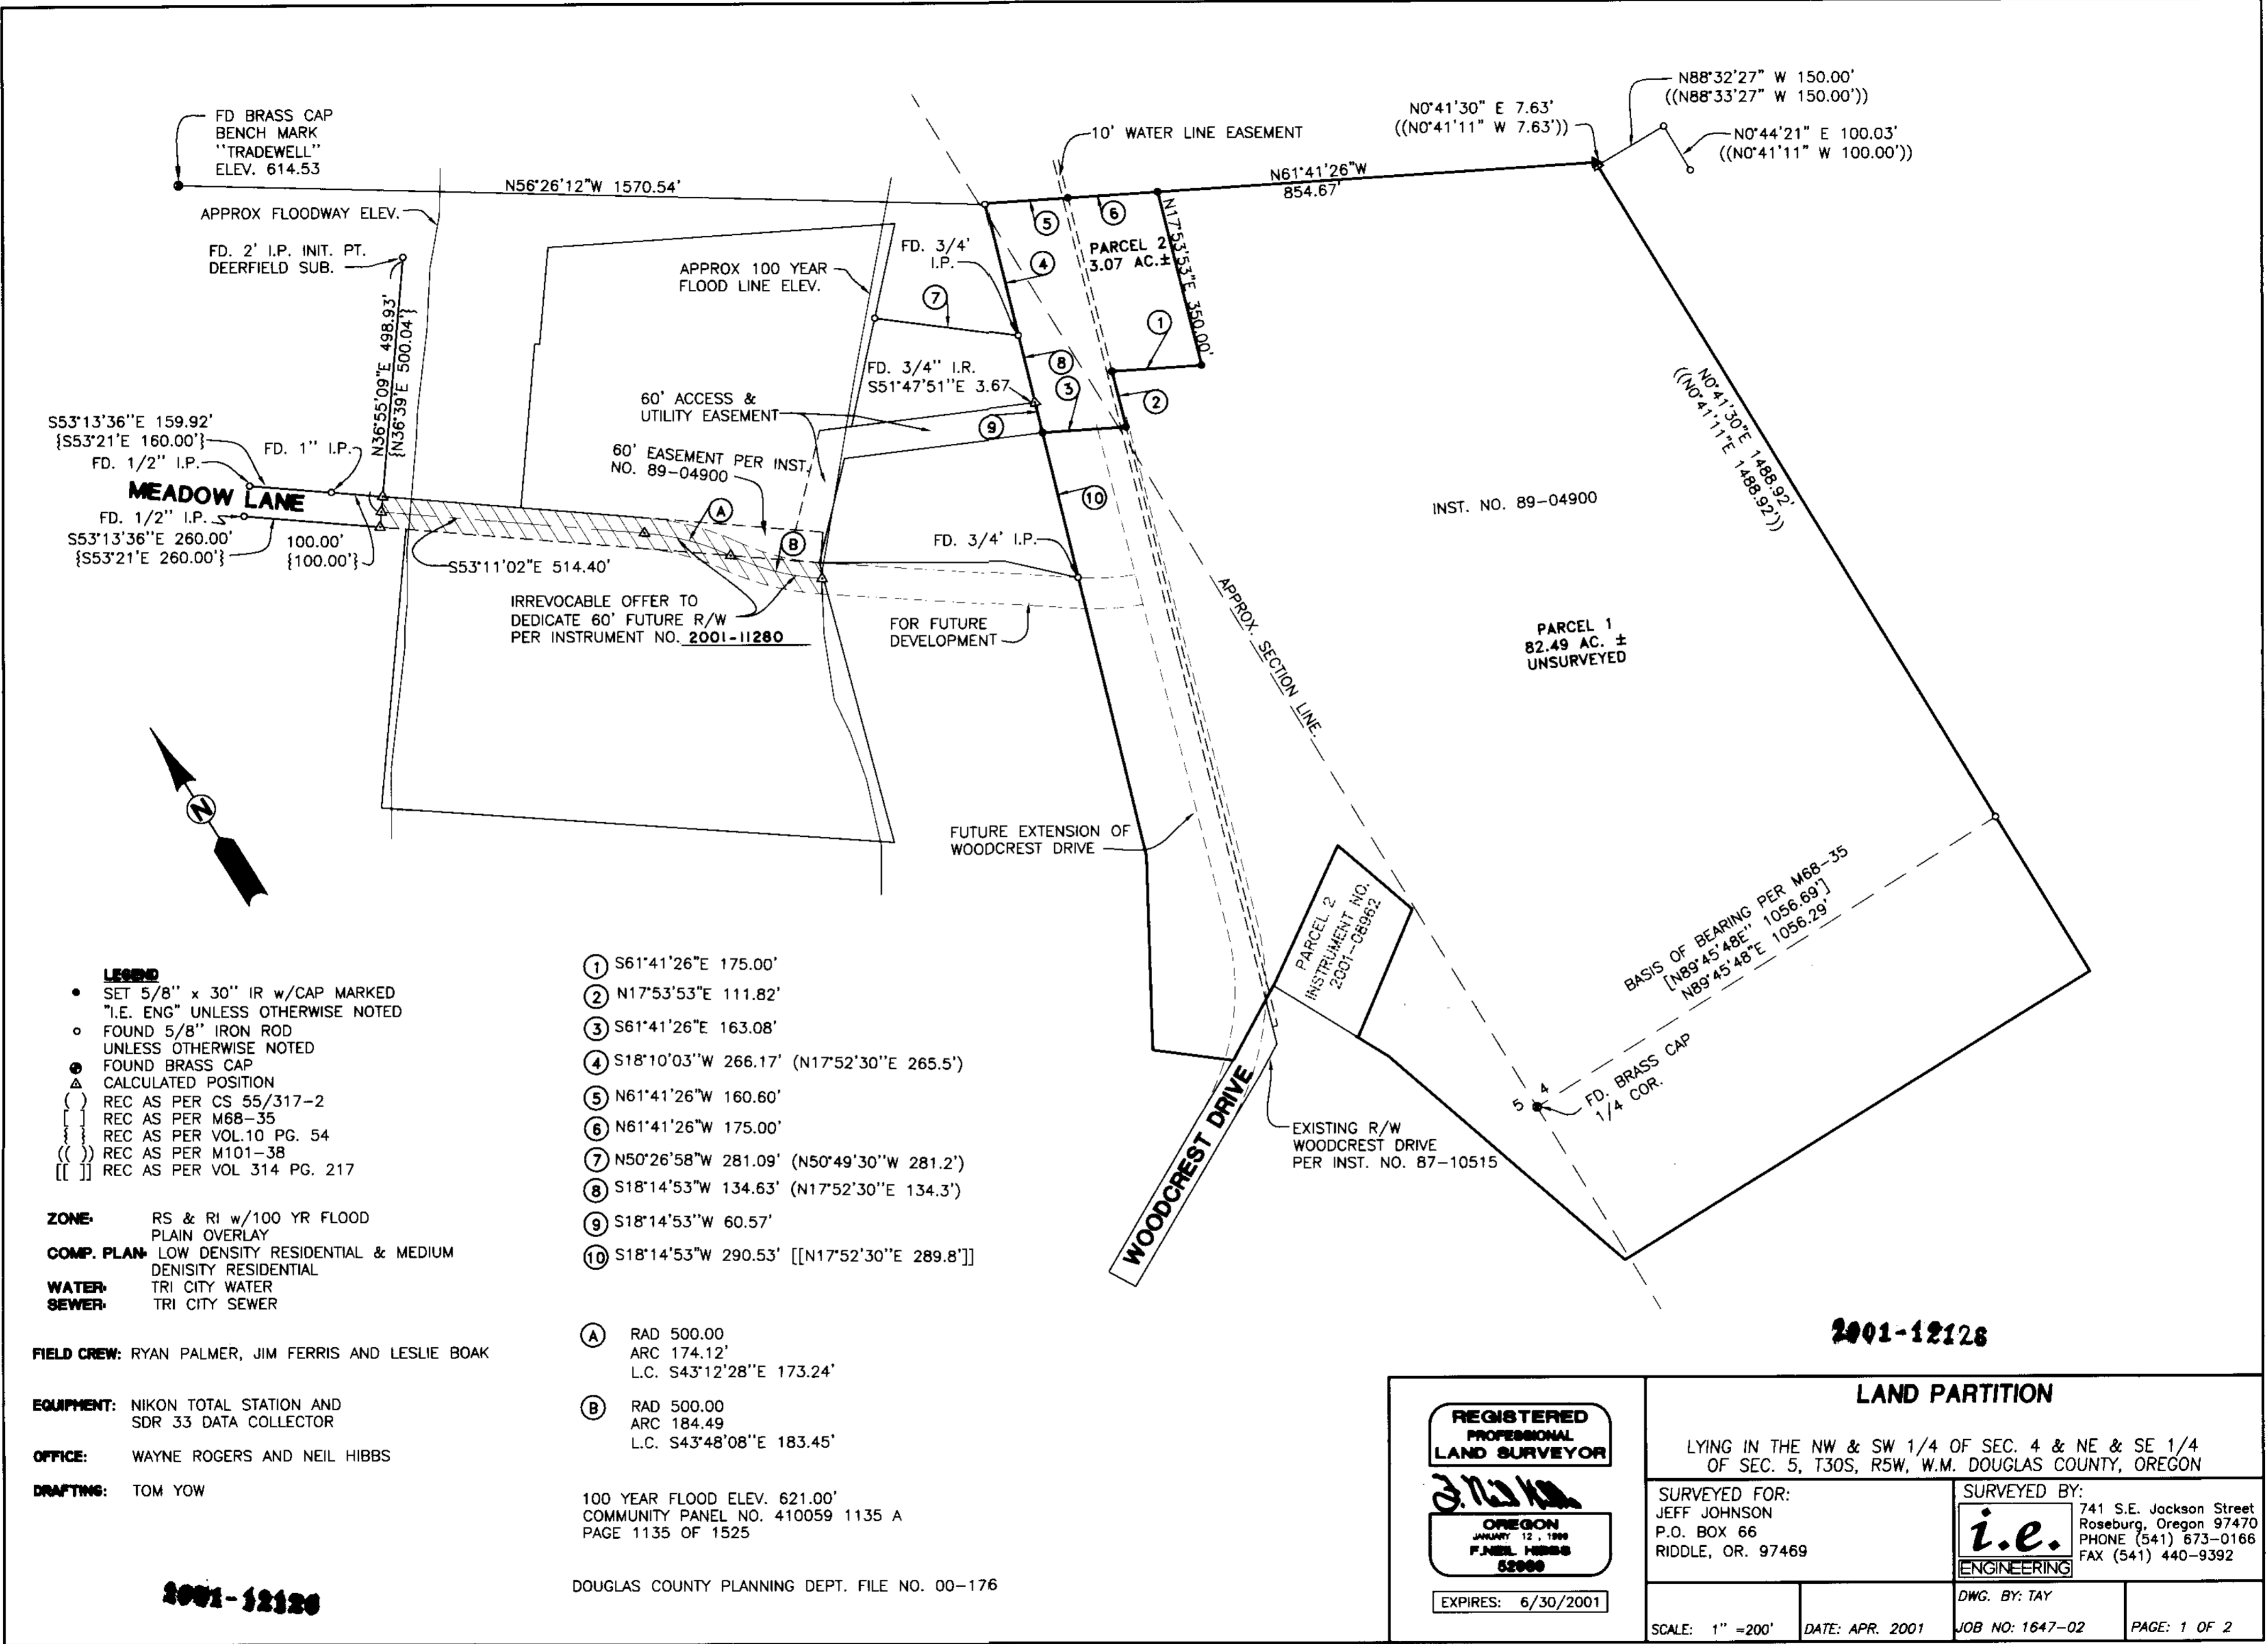 FD BRASS CAP
BENCH MARK
''TRADEWELL''
ELEV. 614.53
N56°26'12"W 1570.54'
APPROX FLOODWAY ELEV.
FD. 2' I.P. INIT. PT.
DEERFIELD SUB.
N36°55'09"E 498.93'
{N36°39'E 500.04'}
APPROX 100 YEAR
FLOOD LINE ELEV.
FD. 3/4'
I.P.
10' WATER LINE EASEMENT
N61°41'26"W
854.67'
N0°41'30" E 7.63'
((N0°41'11" W 7.63'))
N88°32'27" W 150.00'
((N88°33'27" W 150.00'))
N0°44'21" E 100.03'
((N0°41'11" W 100.00'))
5
6
4
7
1
8
3
2
9
10
PARCEL 2
3.07 AC.±
N17°53'53"E 350.00'
FD. 3/4" I.R.
S51°47'51"E 3.67
60' ACCESS &
UTILITY EASEMENT
60' EASEMENT PER INST.
NO. 89-04900
A
B
S53°13'36"E 159.92'
{S53°21'E 160.00'}
FD. 1/2" I.P.
FD. 1" I.P.
MEADOW LANE
FD. 1/2" I.P.
S53°13'36"E 260.00'
{S53°21'E 260.00'}
100.00'
{100.00'}
S53°11'02"E 514.40'
IRREVOCABLE OFFER TO
DEDICATE 60' FUTURE R/W
PER INSTRUMENT NO. 2001-11280
FD. 3/4' I.P.
FOR FUTURE
DEVELOPMENT
N0°41'30"E 1488.92'
((N0°41'11"E 1488.92'))
INST. NO. 89-04900
APPROX. SECTION LINE.
PARCEL 1
82.49 AC. ±
UNSURVEYED
N
FUTURE EXTENSION OF
WOODCREST DRIVE
PARCEL 2
INSTRUMENT NO.
2001-08962
BASIS OF BEARING PER M68-35
[N89°45'48E" 1056.69']
N89°45'48"E 1056.29'
5 4
FD. BRASS CAP
1/4 COR.
WOODCREST DRIVE
EXISTING R/W
WOODCREST DRIVE
PER INST. NO. 87-10515
LEGEND
SET 5/8" x 30" IR w/CAP MARKED
"I.E. ENG" UNLESS OTHERWISE NOTED
FOUND 5/8" IRON ROD
UNLESS OTHERWISE NOTED
FOUND BRASS CAP
CALCULATED POSITION
( ) REC AS PER CS 55/317-2
[ ] REC AS PER M68-35
{ } REC AS PER VOL.10 PG. 54
(( )) REC AS PER M101-38
[[ ]] REC AS PER VOL 314 PG. 217
ZONE: RS & RI w/100 YR FLOOD
PLAIN OVERLAY
COMP. PLAN: LOW DENSITY RESIDENTIAL & MEDIUM
DENISITY RESIDENTIAL
WATER: TRI CITY WATER
SEWER: TRI CITY SEWER
FIELD CREW: RYAN PALMER, JIM FERRIS AND LESLIE BOAK
EQUIPMENT: NIKON TOTAL STATION AND
SDR 33 DATA COLLECTOR
OFFICE: WAYNE ROGERS AND NEIL HIBBS
DRAFTING: TOM YOW
1 S61°41'26"E 175.00'
2 N17°53'53"E 111.82'
3 S61°41'26"E 163.08'
4 S18°10'03"W 266.17' (N17°52'30"E 265.5')
5 N61°41'26"W 160.60'
6 N61°41'26"W 175.00'
7 N50°26'58"W 281.09' (N50°49'30"W 281.2')
8 S18°14'53"W 134.63' (N17°52'30"E 134.3')
9 S18°14'53"W 60.57'
10 S18°14'53"W 290.53' [[N17°52'30"E 289.8']]
A RAD 500.00
ARC 174.12'
L.C. S43°12'28"E 173.24'
B RAD 500.00
ARC 184.49
L.C. S43°48'08"E 183.45'
100 YEAR FLOOD ELEV. 621.00'
COMMUNITY PANEL NO. 410059 1135 A
PAGE 1135 OF 1525
DOUGLAS COUNTY PLANNING DEPT. FILE NO. 00-176
2001-12128
REGISTERED
PROFESSIONAL
LAND SURVEYOR
OREGON
JANUARY 12 ,
F.NEIL HIBBS
EXPIRES: 6/30/2001
LAND PARTITION
LYING IN THE NW & SW 1/4 OF SEC. 4 & NE & SE 1/4
OF SEC. 5, T30S, R5W, W.M. DOUGLAS COUNTY, OREGON
SURVEYED FOR:
JEFF JOHNSON
P.O. BOX 66
RIDDLE, OR. 97469
SURVEYED BY:
i.e.
ENGINEERING
741 S.E. Jackson Street
Roseburg, Oregon 97470
PHONE (541) 673-0166
FAX (541) 440-9392
SCALE: 1" =200'
DATE: APR. 2001
DWG. BY: TAY
JOB NO: 1647-02
PAGE: 1 OF 2